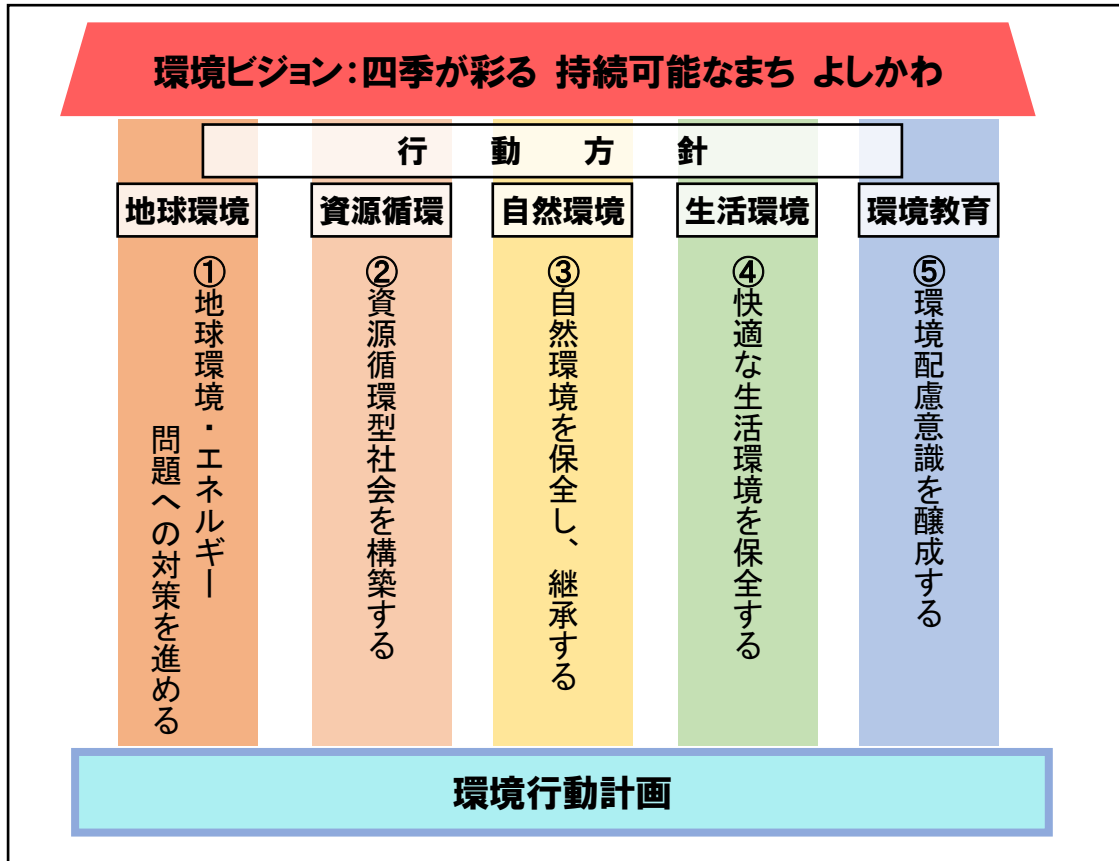 環境ビジョン：四季が彩る 持続可能なまち よしかわ
行動方針
地球環境
資源循環
自然環境
生活環境
環境教育
①地球環境・エネルギー
問題への対策を進める
②資源循環型社会を構築する
③自然環境を保全し、継承する
④快適な生活環境を保全する
⑤環境配慮意識を醸成する
環境行動計画